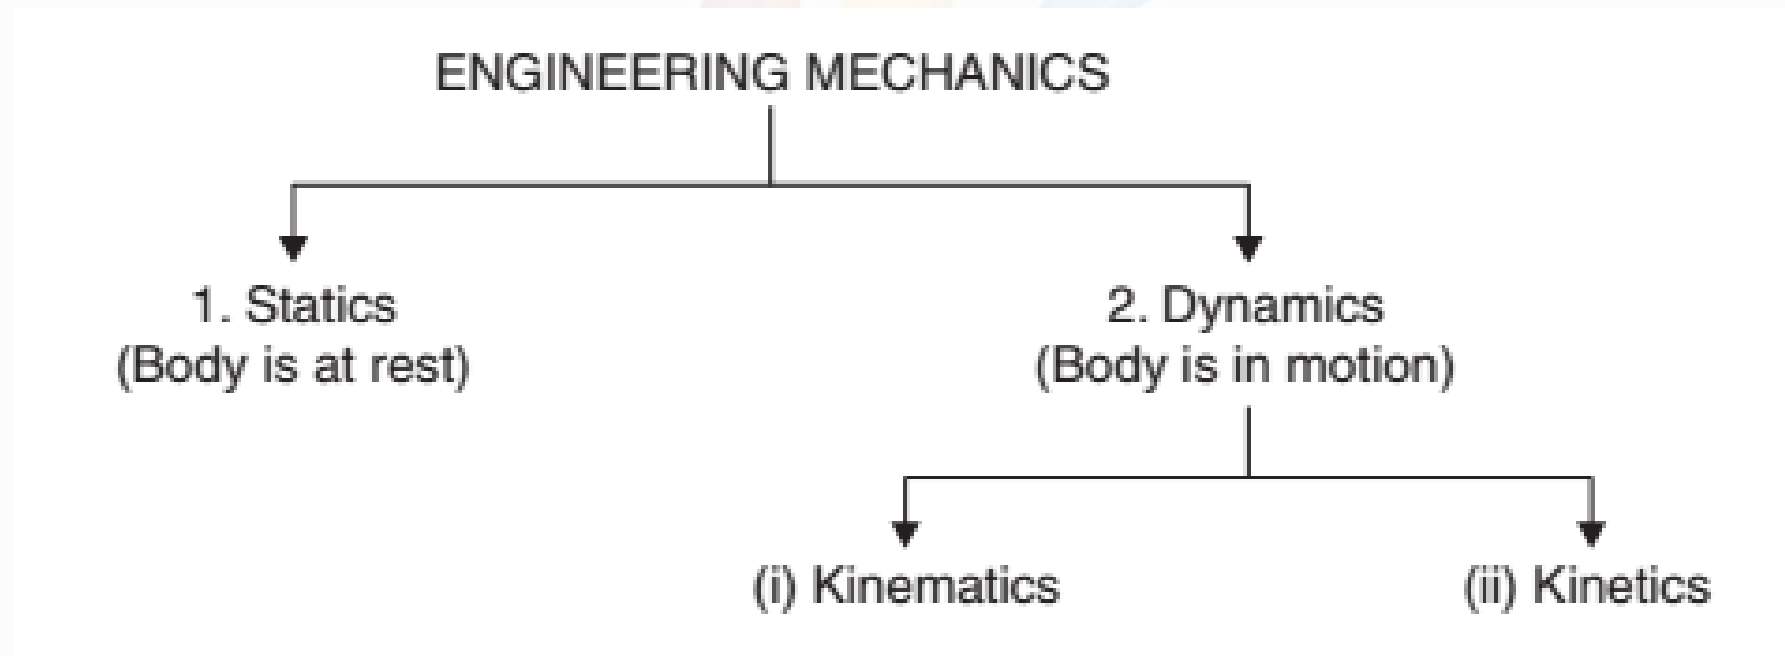 ENGINEERING MECHANICS
1. Statics
(Body is at rest)
2. Dynamics
(Body is in motion)
(i) Kinematics
(ii) Kinetics